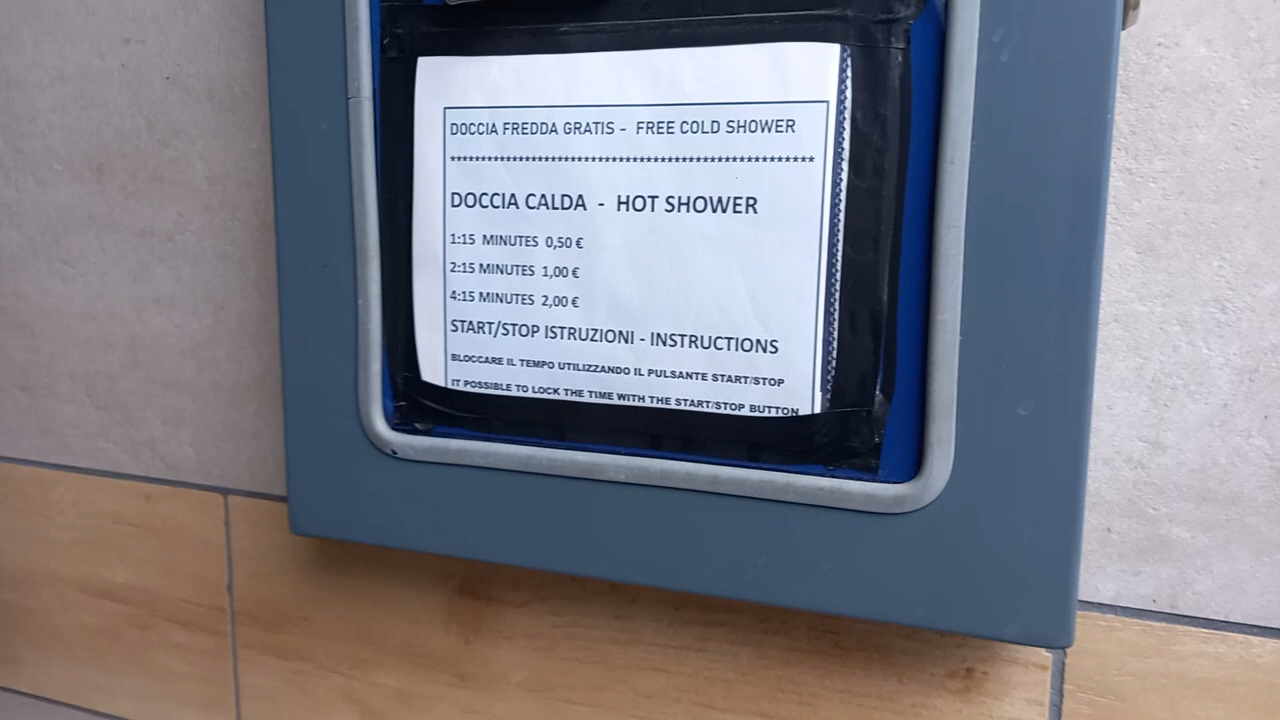 DOCCIA FREDDA GRATIS - FREE COLD SHOWER
************************************************************
DOCCIA CALDA - HOT SHOWER
1:15 MINUTES 0,50 €
2:15 MINUTES 1,00 €
4:15 MINUTES 2,00 €
START/STOP ISTRUZIONI - INSTRUCTIONS
BLOCCARE IL TEMPO UTILIZZANDO IL PULSANTE START/STOP
IT POSSIBLE TO LOCK THE TIME WITH THE START/STOP BUTTON